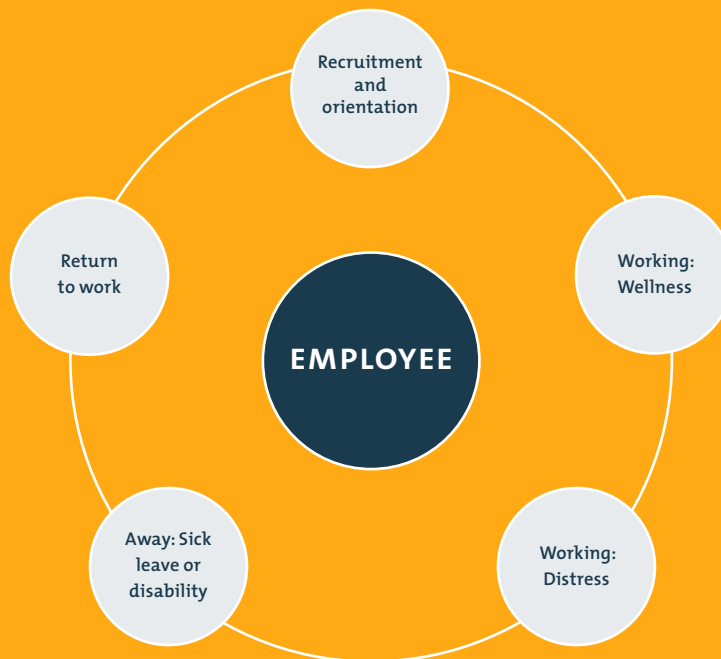 Recruitment
and
orientation
Return
to work
Working:
Wellness
EMPLOYEE
Away: Sick
leave or
disability
Working:
Distress